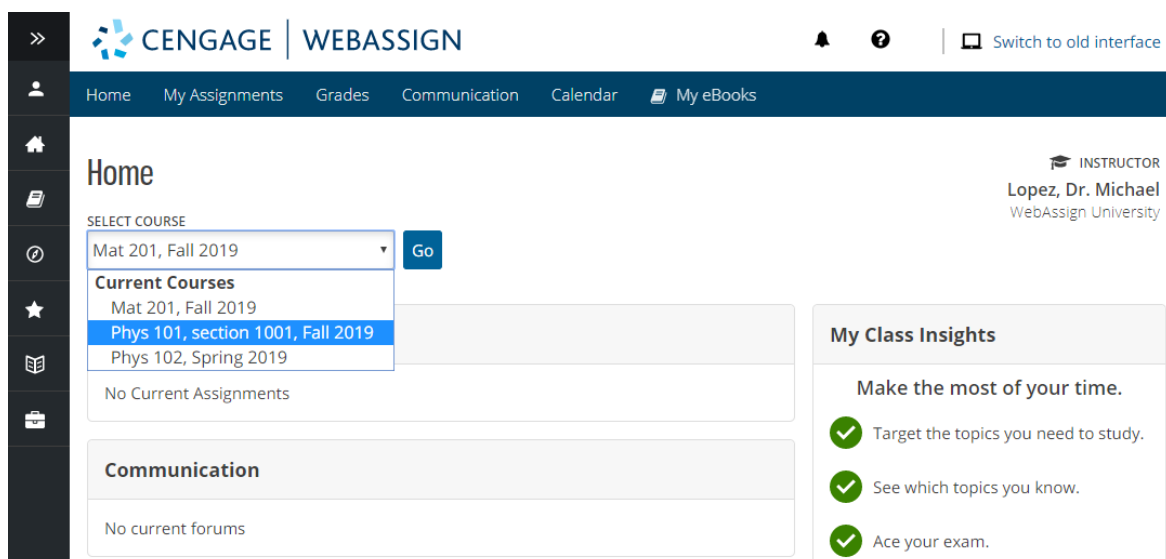 CENGAGE | WEBASSIGN
Switch to old interface
Home My Assignments Grades Communication Calendar My eBooks
Home
INSTRUCTOR
Lopez, Dr. Michael
WebAssign University
SELECT COURSE
Mat 201, Fall 2019 Go
Current Courses
Mat 201, Fall 2019
Phys 101, section 1001, Fall 2019
Phys 102, Spring 2019
No Current Assignments
Communication
No current forums
My Class Insights
Make the most of your time.
Target the topics you need to study.
See which topics you know.
Ace your exam.